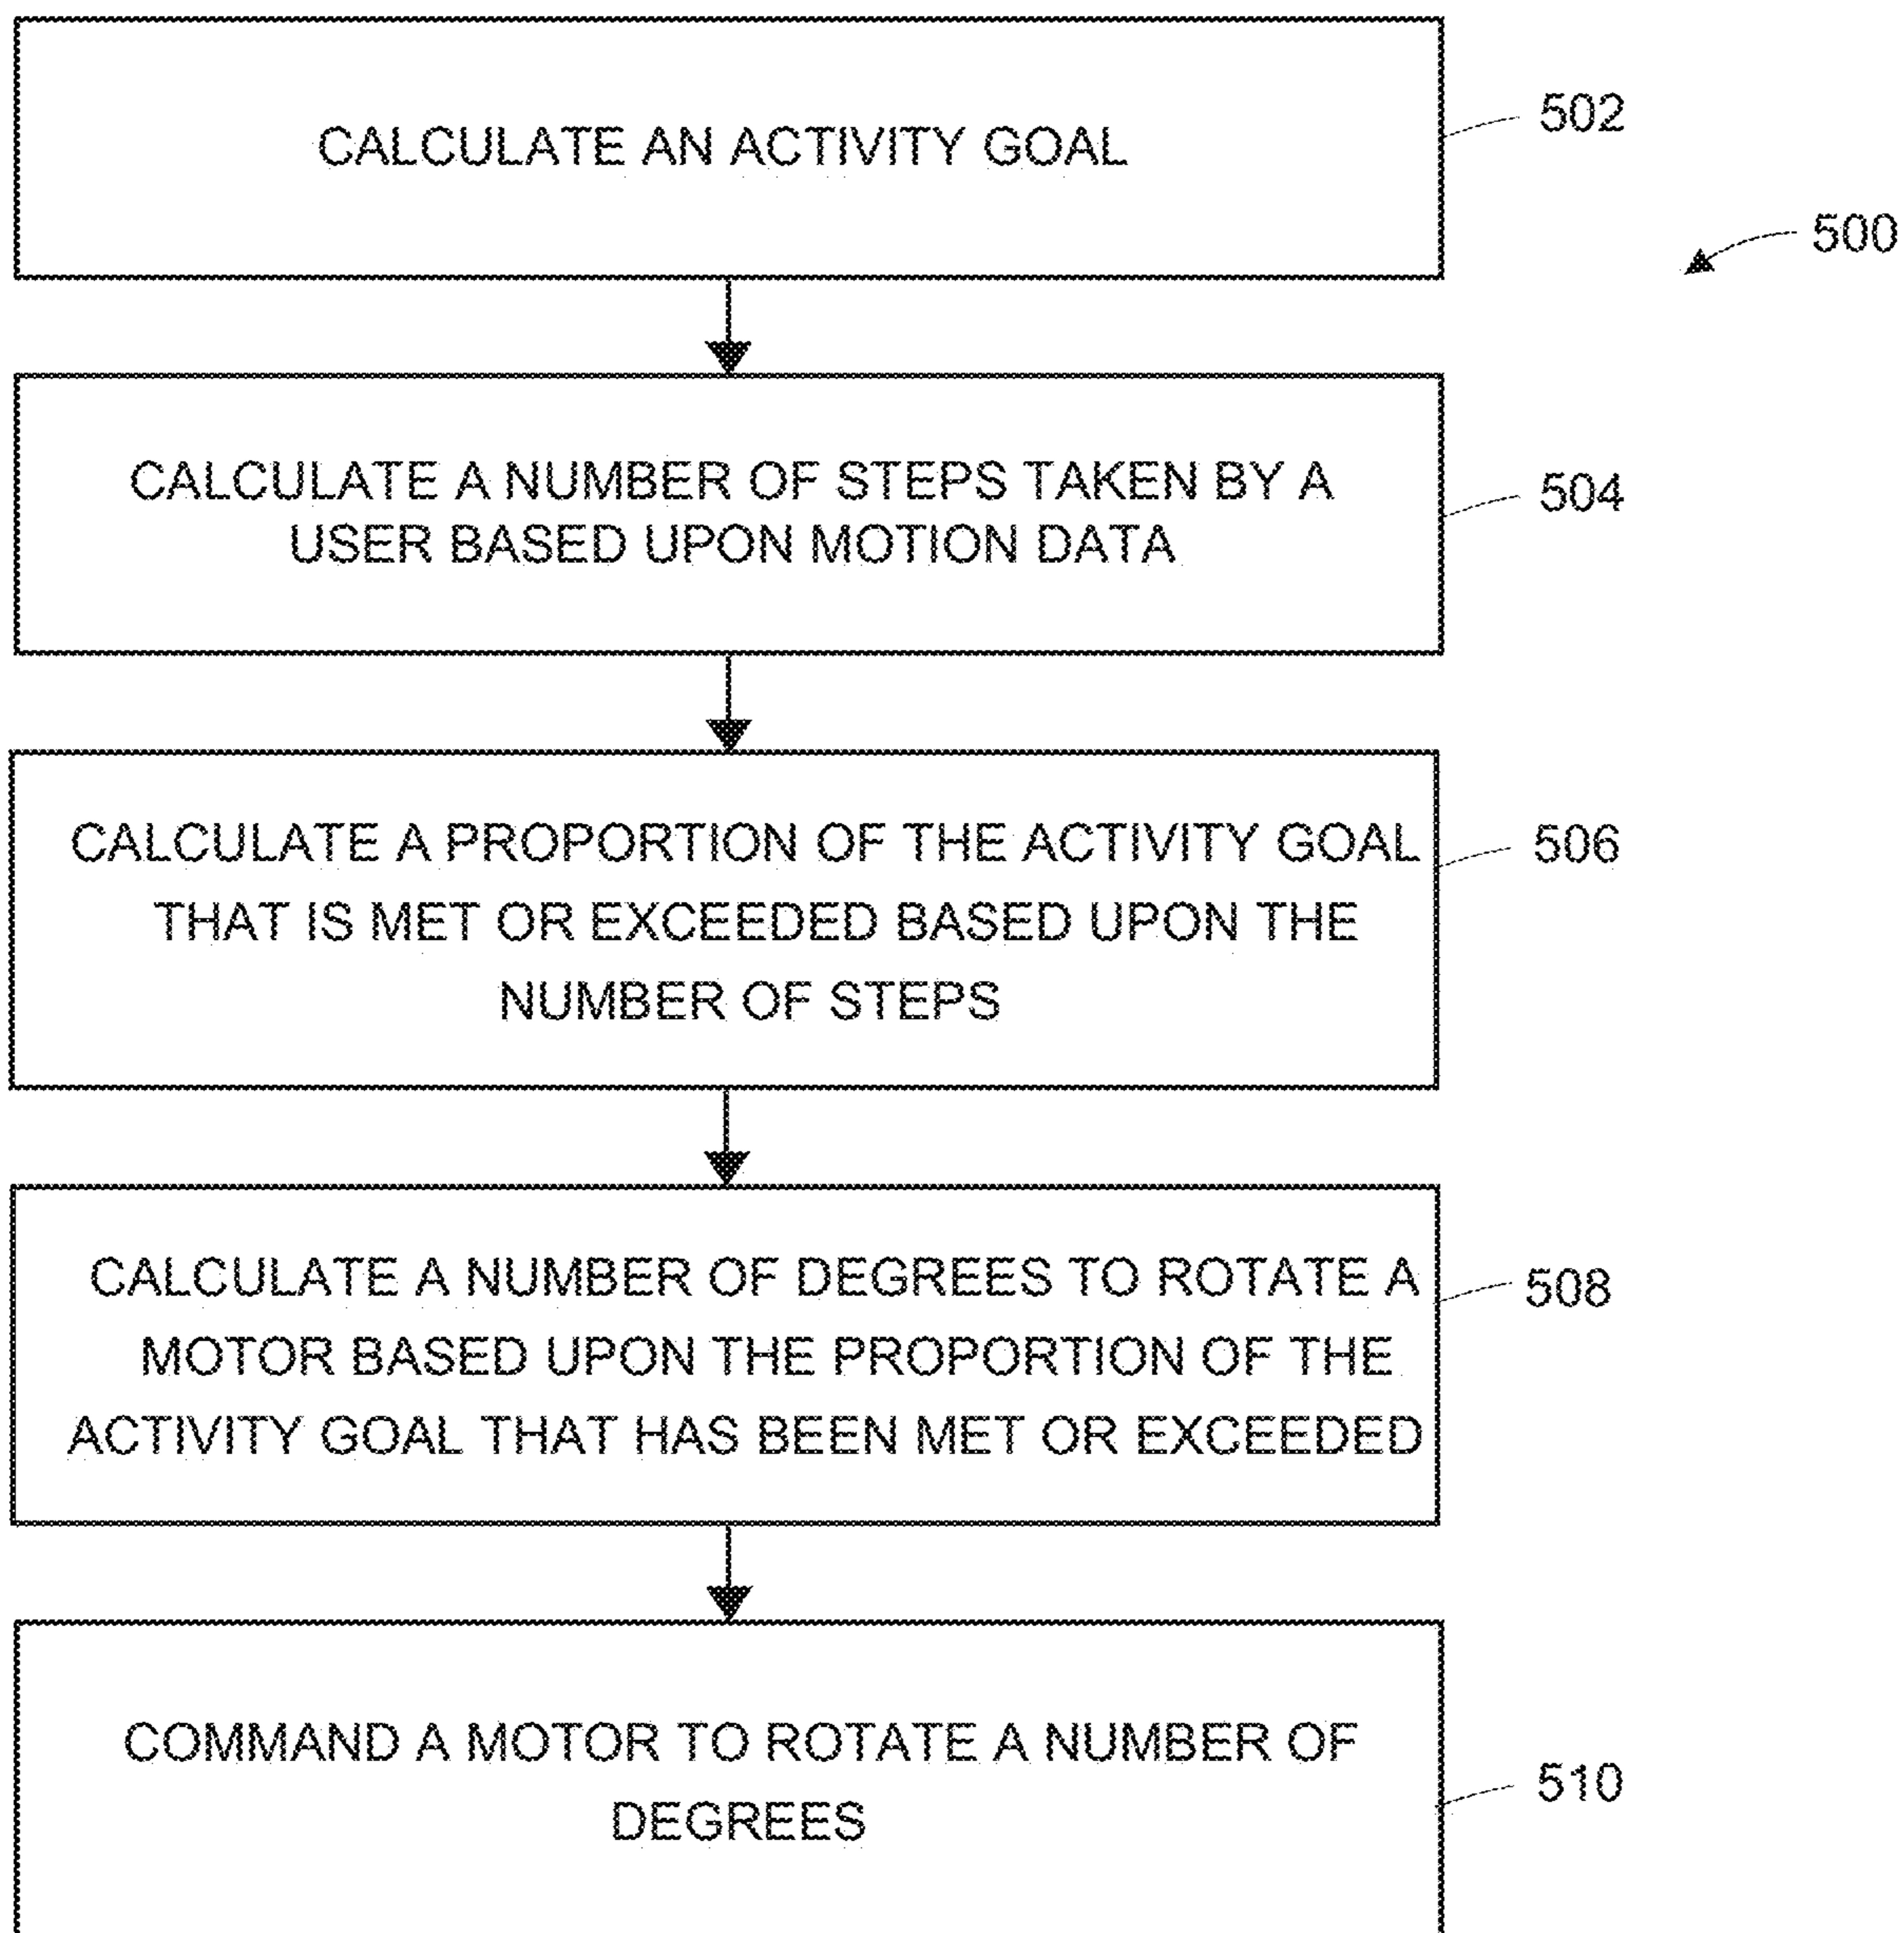 CALCULATE AN ACTIVITY GOAL
502
500
CALCULATE A NUMBER OF STEPS TAKEN BY A
USER BASED UPON MOTION DATA
504
CALCULATE A PROPORTION OF THE ACTIVITY GOAL
THAT IS MET OR EXCEEDED BASED UPON THE
NUMBER OF STEPS
506
CALCULATE A NUMBER OF DEGREES TO ROTATE A
MOTOR BASED UPON THE PROPORTION OF THE
ACTIVITY GOAL THAT HAS BEEN MET OR EXCEEDED
508
COMMAND A MOTOR TO ROTATE A NUMBER OF
DEGREES
510